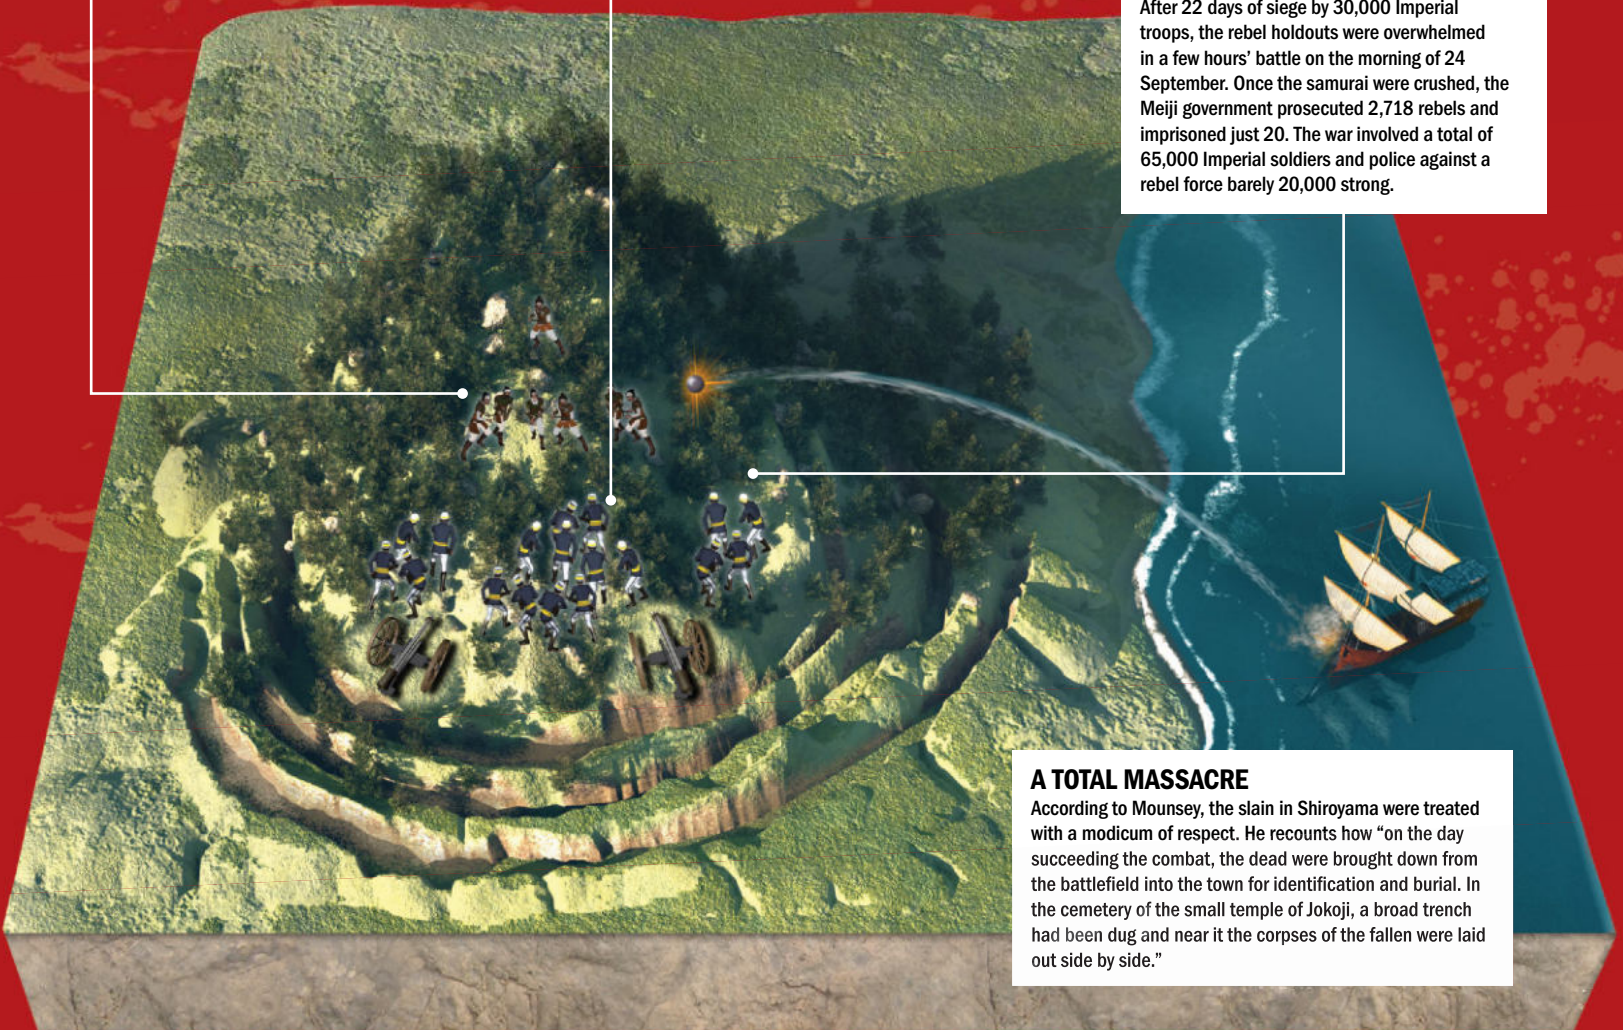 After 22 days of siege by 30,000 Imperial
troops, the rebel holdouts were overwhelmed
in a few hours’ battle on the morning of 24
September. Once the samurai were crushed, the
Meiji government prosecuted 2,718 rebels and
imprisoned just 20. The war involved a total of
65,000 Imperial soldiers and police against a
rebel force barely 20,000 strong.
A TOTAL MASSACRE
According to Mounsey, the slain in Shiroyama were treated
with a modicum of respect. He recounts how “on the day
succeeding the combat, the dead were brought down from
the battlefield into the town for identification and burial. In
the cemetery of the small temple of Jokoji, a broad trench
had been dug and near it the corpses of the fallen were laid
out side by side.”